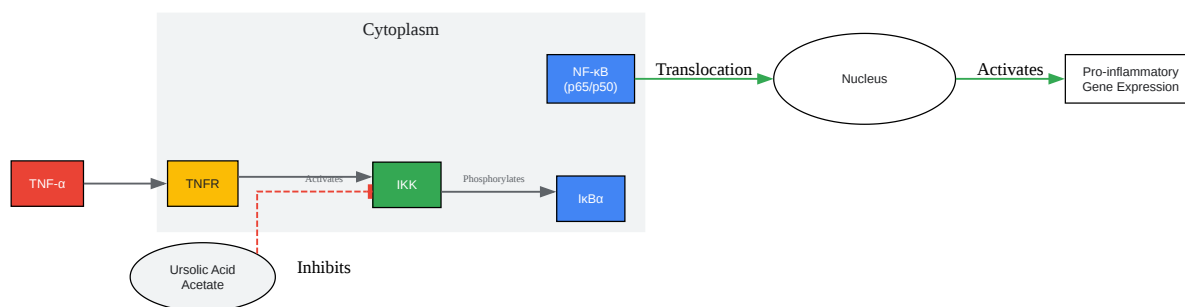 Cytoplasm
NF-κB
(p65/p50)
Translocation
Nucleus
Activates
Pro-inflammatory
Gene Expression
TNF-α
TNFR
Activates
IKK
Phosphorylates
IκBα
Ursolic Acid
Acetate
Inhibits